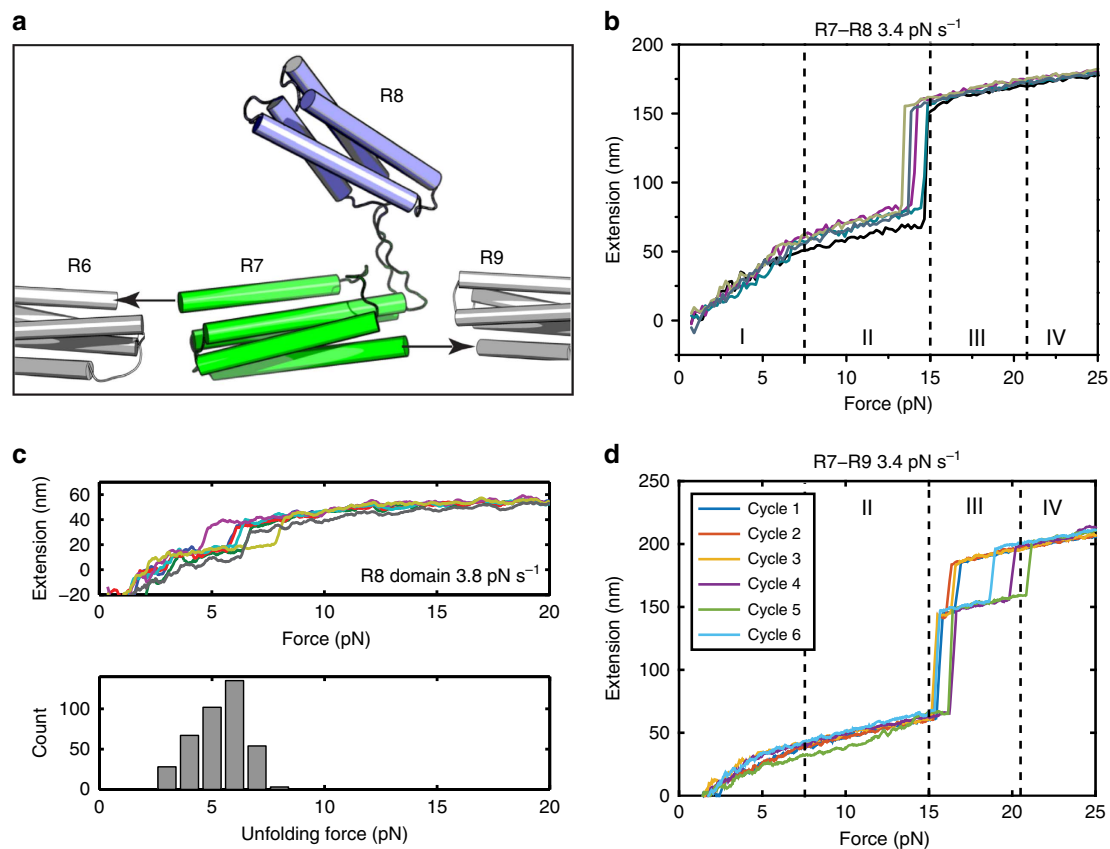 a
R8
R6
R7
R9
b
R7–R8 3.4 pN s⁻¹
Extension (nm)
200
150
100
50
0
I
II
III
IV
0
5
10
15
20
25
Force (pN)
c
Extension (nm)
60
40
20
0
−20
R8 domain 3.8 pN s⁻¹
0
5
10
15
20
Force (pN)
Count
100
50
0
0
5
10
15
20
Unfolding force (pN)
d
R7–R9 3.4 pN s⁻¹
Extension (nm)
250
200
150
100
50
0
II
III
IV
Cycle 1
Cycle 2
Cycle 3
Cycle 4
Cycle 5
Cycle 6
0
5
10
15
20
25
Force (pN)